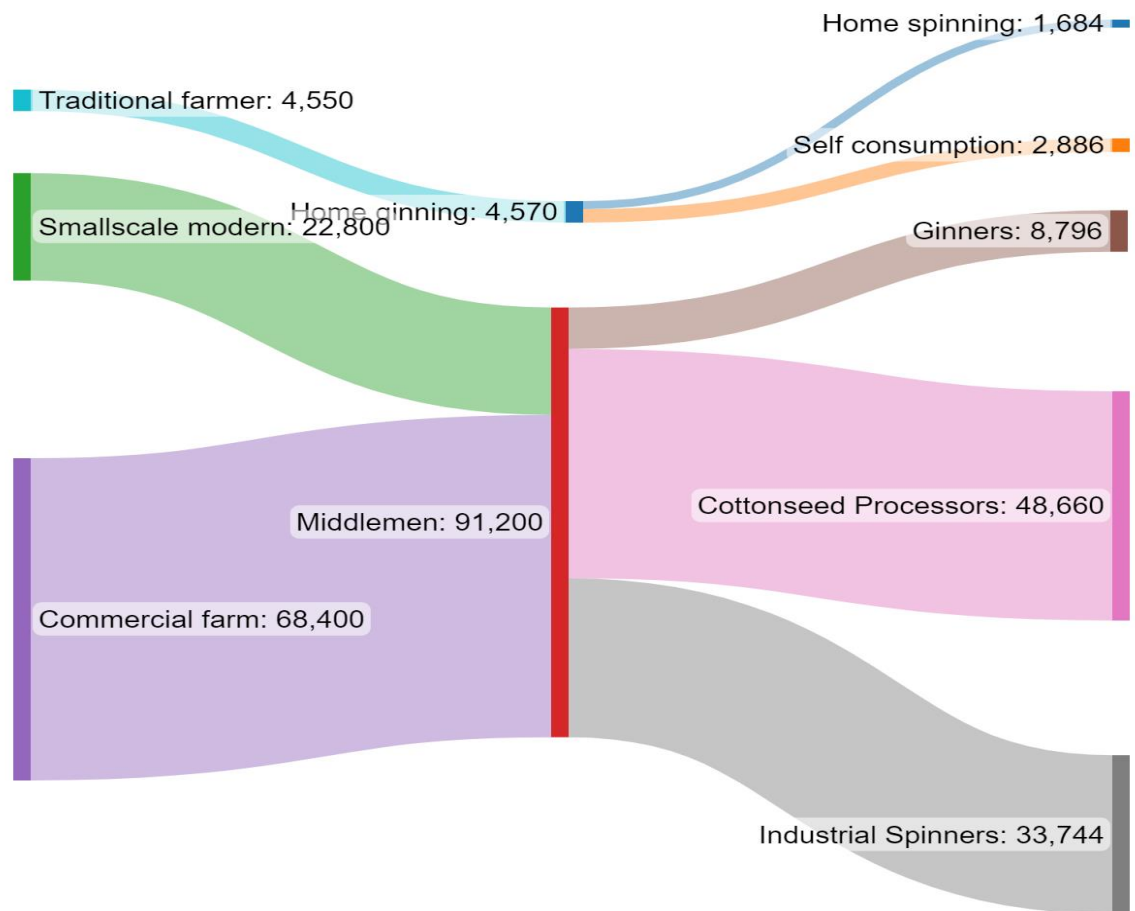 Home spinning: 1,684
Traditional farmer: 4,550
Self consumption: 2,886
Home ginning: 4,570
Smallscale modern: 22,800
Ginners: 8,796
Cottonseed Processors: 48,660
Middlemen: 91,200
Commercial farm: 68,400
Industrial Spinners: 33,744